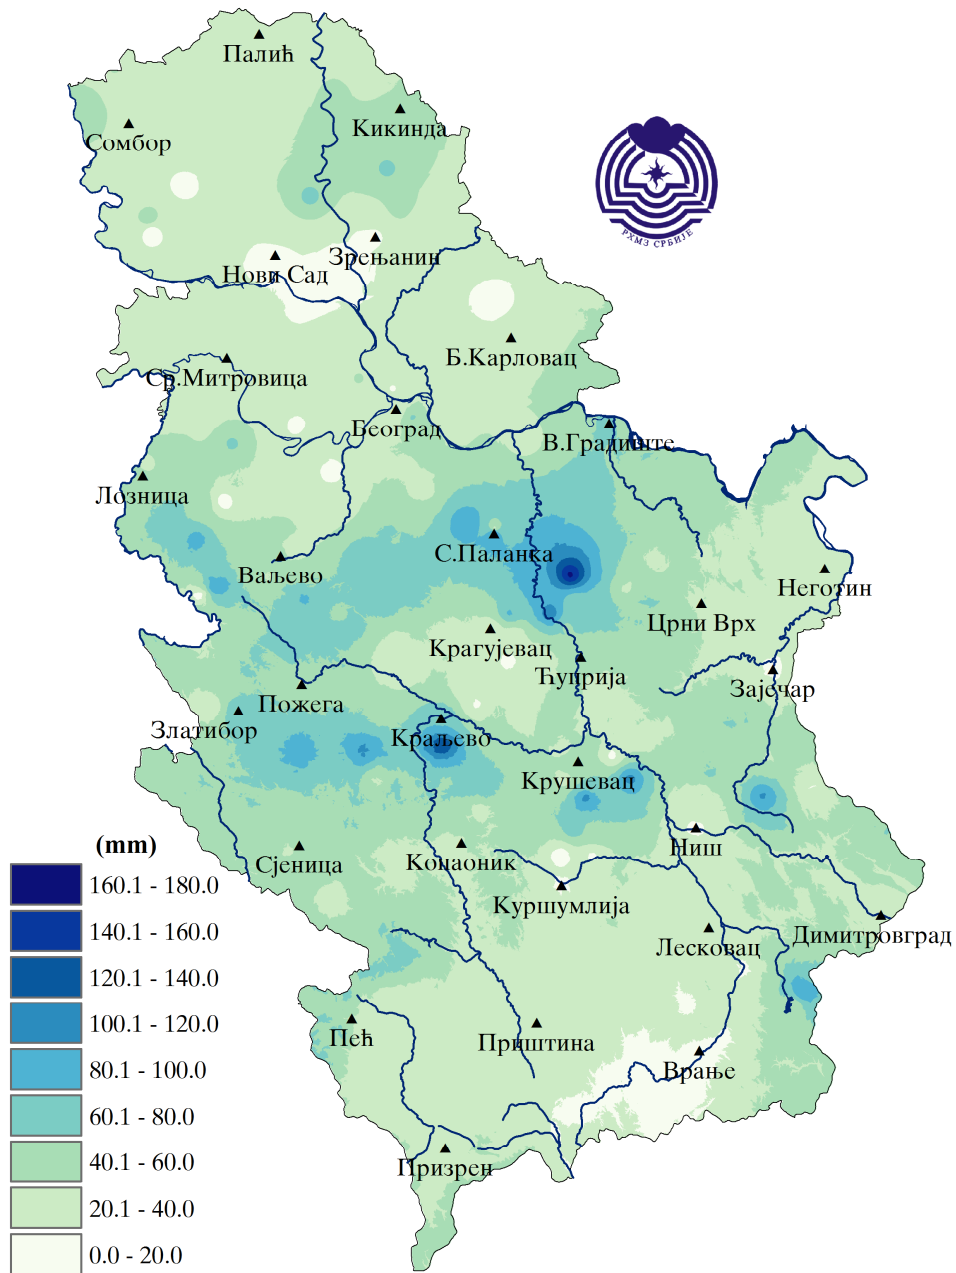 Палић
Кикинда
Сомбор
РХМЗ СРБИЈЕ
Зрењанин
Нови Сад
Б.Карловац
Ср.Митровица
Београд
В.Градиште
Лозница
С.Паланка
Ваљево
Неготин
Црни Врх
Крагујевац
Ћуприја
Зајечар
Пожега
Златибор
Краљево
Крушевац
Ниш
(mm)
Сјеница
Копаоник
160.1 - 180.0
Куршумлија
140.1 - 160.0
Лесковац
Димитровград
120.1 - 140.0
100.1 - 120.0
Пећ
Приштина
80.1 - 100.0
Врање
60.1 - 80.0
40.1 - 60.0
Призрен
20.1 - 40.0
0.0 - 20.0